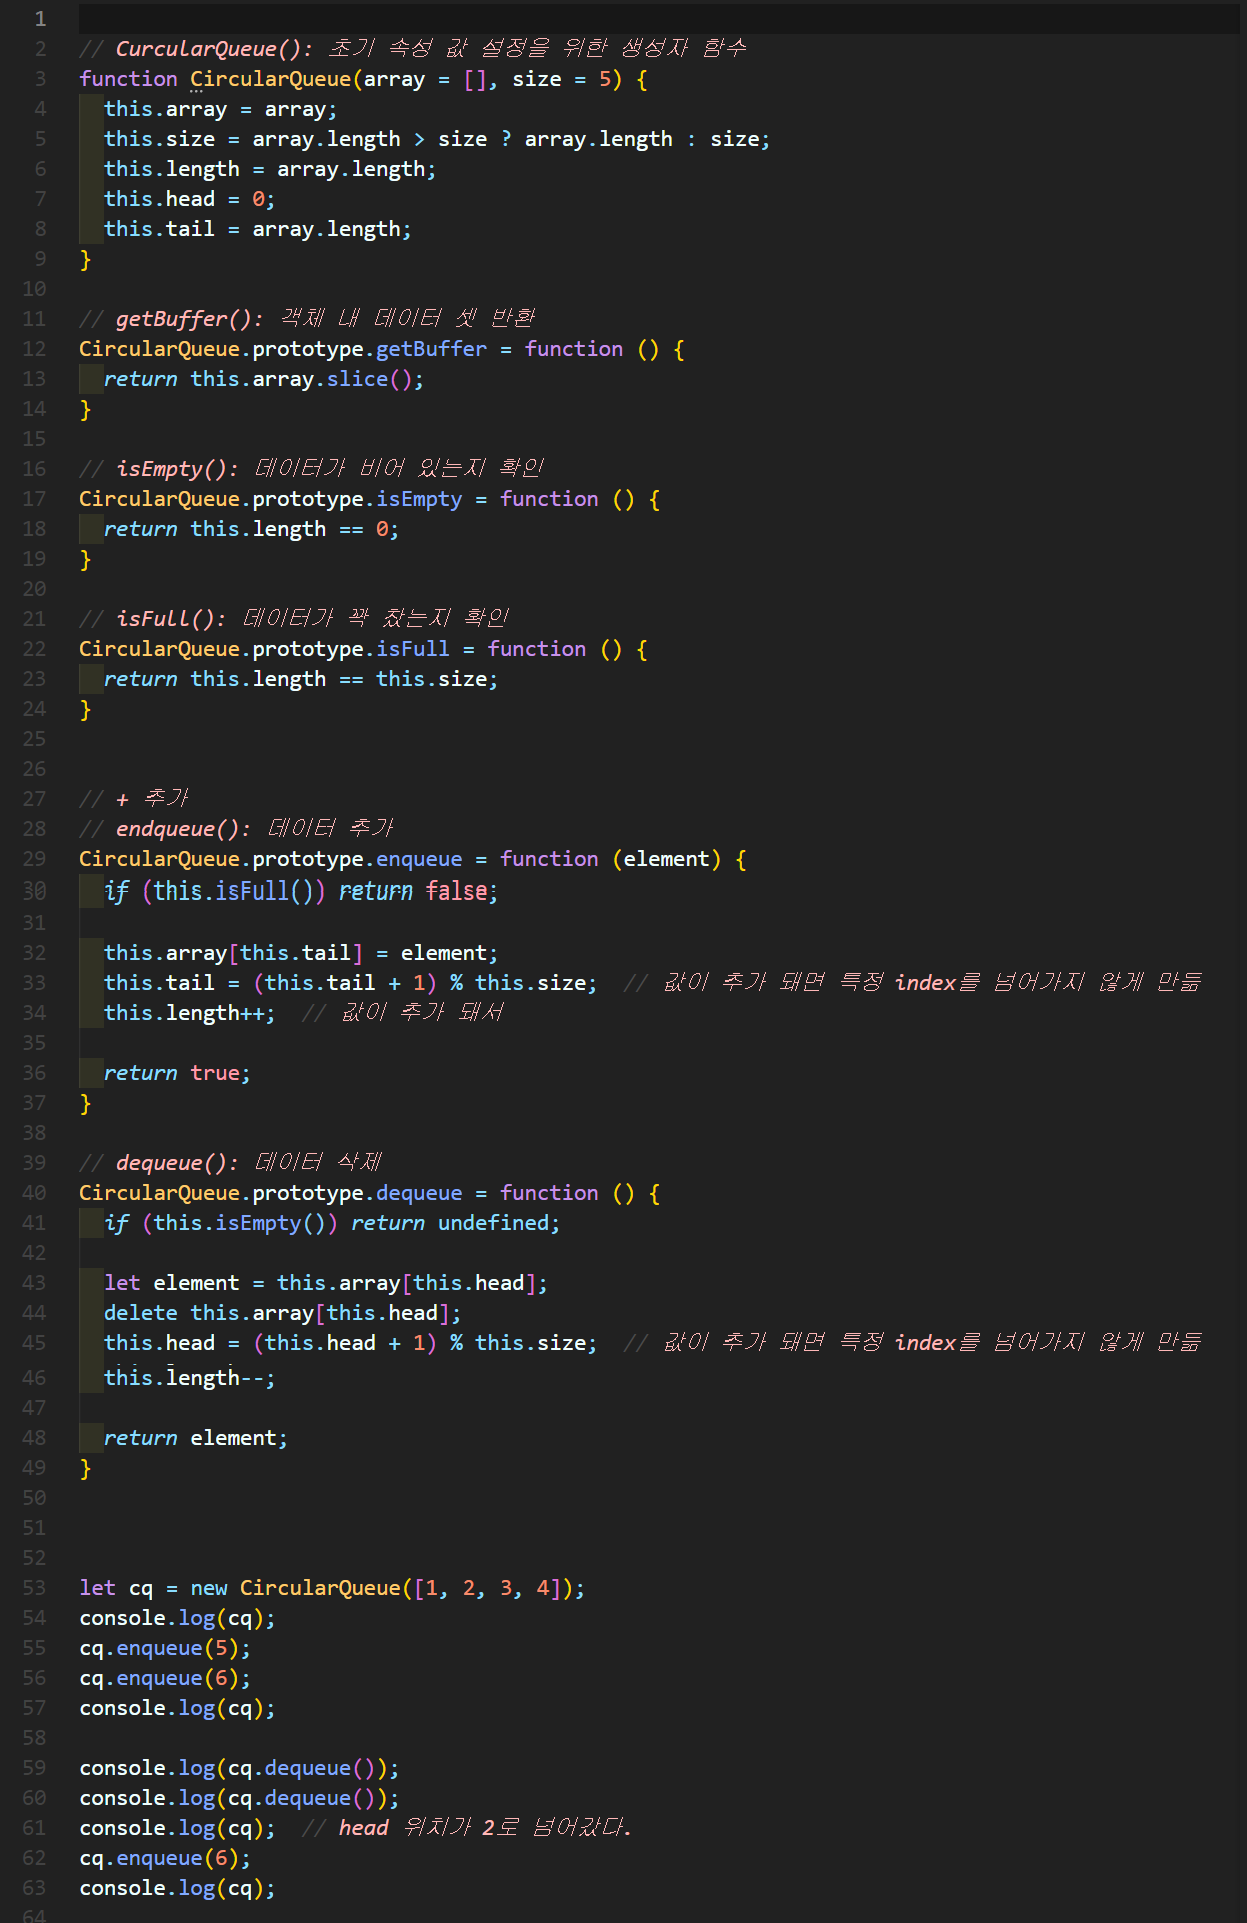 1
2 // CurcularQueue(): 초기 속성 값 설정을 위한 생성자 함수
3 function CircularQueue(array = [], size = 5) {
4 this.array = array;
5 this.size = array.length > size ? array.length : size;
6 this.length = array.length;
7 this.head = 0;
8 this.tail = array.length;
9 }
10
11 // getBuffer(): 객체 내 데이터 셋 반환
12 CircularQueue.prototype.getBuffer = function () {
13 return this.array.slice();
14 }
15
16 // isEmpty(): 데이터가 비어 있는지 확인
17 CircularQueue.prototype.isEmpty = function () {
18 return this.length == 0;
19 }
20
21 // isFull(): 데이터가 꽉 찼는지 확인
22 CircularQueue.prototype.isFull = function () {
23 return this.length == this.size;
24 }
25
26
27 // + 추가
28 // endqueue(): 데이터 추가
29 CircularQueue.prototype.enqueue = function (element) {
30 if (this.isFull()) return false;
31
32 this.array[this.tail] = element;
33 this.tail = (this.tail + 1) % this.size; // 값이 추가 돼면 특정 index를 넘어가지 않게 만듦
34 this.length++; // 값이 추가 돼서
35
36 return true;
37 }
38
39 // dequeue(): 데이터 삭제
40 CircularQueue.prototype.dequeue = function () {
41 if (this.isEmpty()) return undefined;
42
43 let element = this.array[this.head];
44 delete this.array[this.head];
45 this.head = (this.head + 1) % this.size; // 값이 추가 돼면 특정 index를 넘어가지 않게 만듦
46 this.length--;
47
48 return element;
49 }
50
51
52
53 let cq = new CircularQueue([1, 2, 3, 4]);
54 console.log(cq);
55 cq.enqueue(5);
56 cq.enqueue(6);
57 console.log(cq);
58
59 console.log(cq.dequeue());
60 console.log(cq.dequeue());
61 console.log(cq); // head 위치가 2로 넘어갔다.
62 cq.enqueue(6);
63 console.log(cq);
64